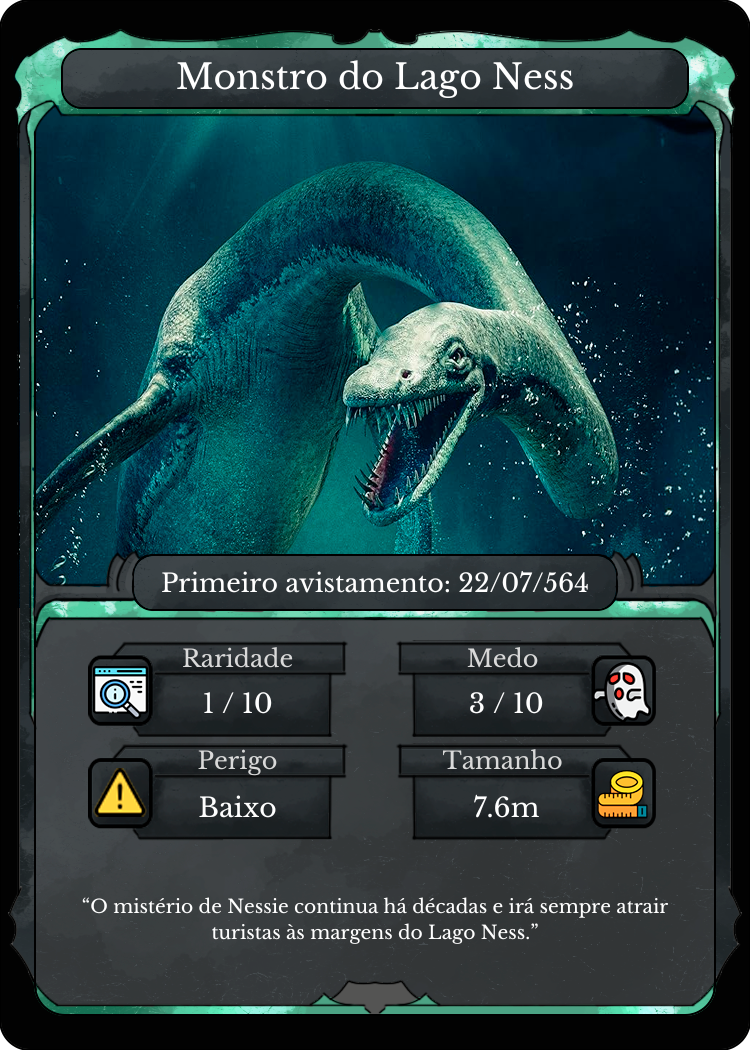 Monstro do Lago Ness
Primeiro avistamento: 22/07/564
Raridade
1 / 10
Medo
3 / 10
Perigo
Baixo
Tamanho
7.6m
“O mistério de Nessie continua há décadas e irá sempre atrair
turistas às margens do Lago Ness.”